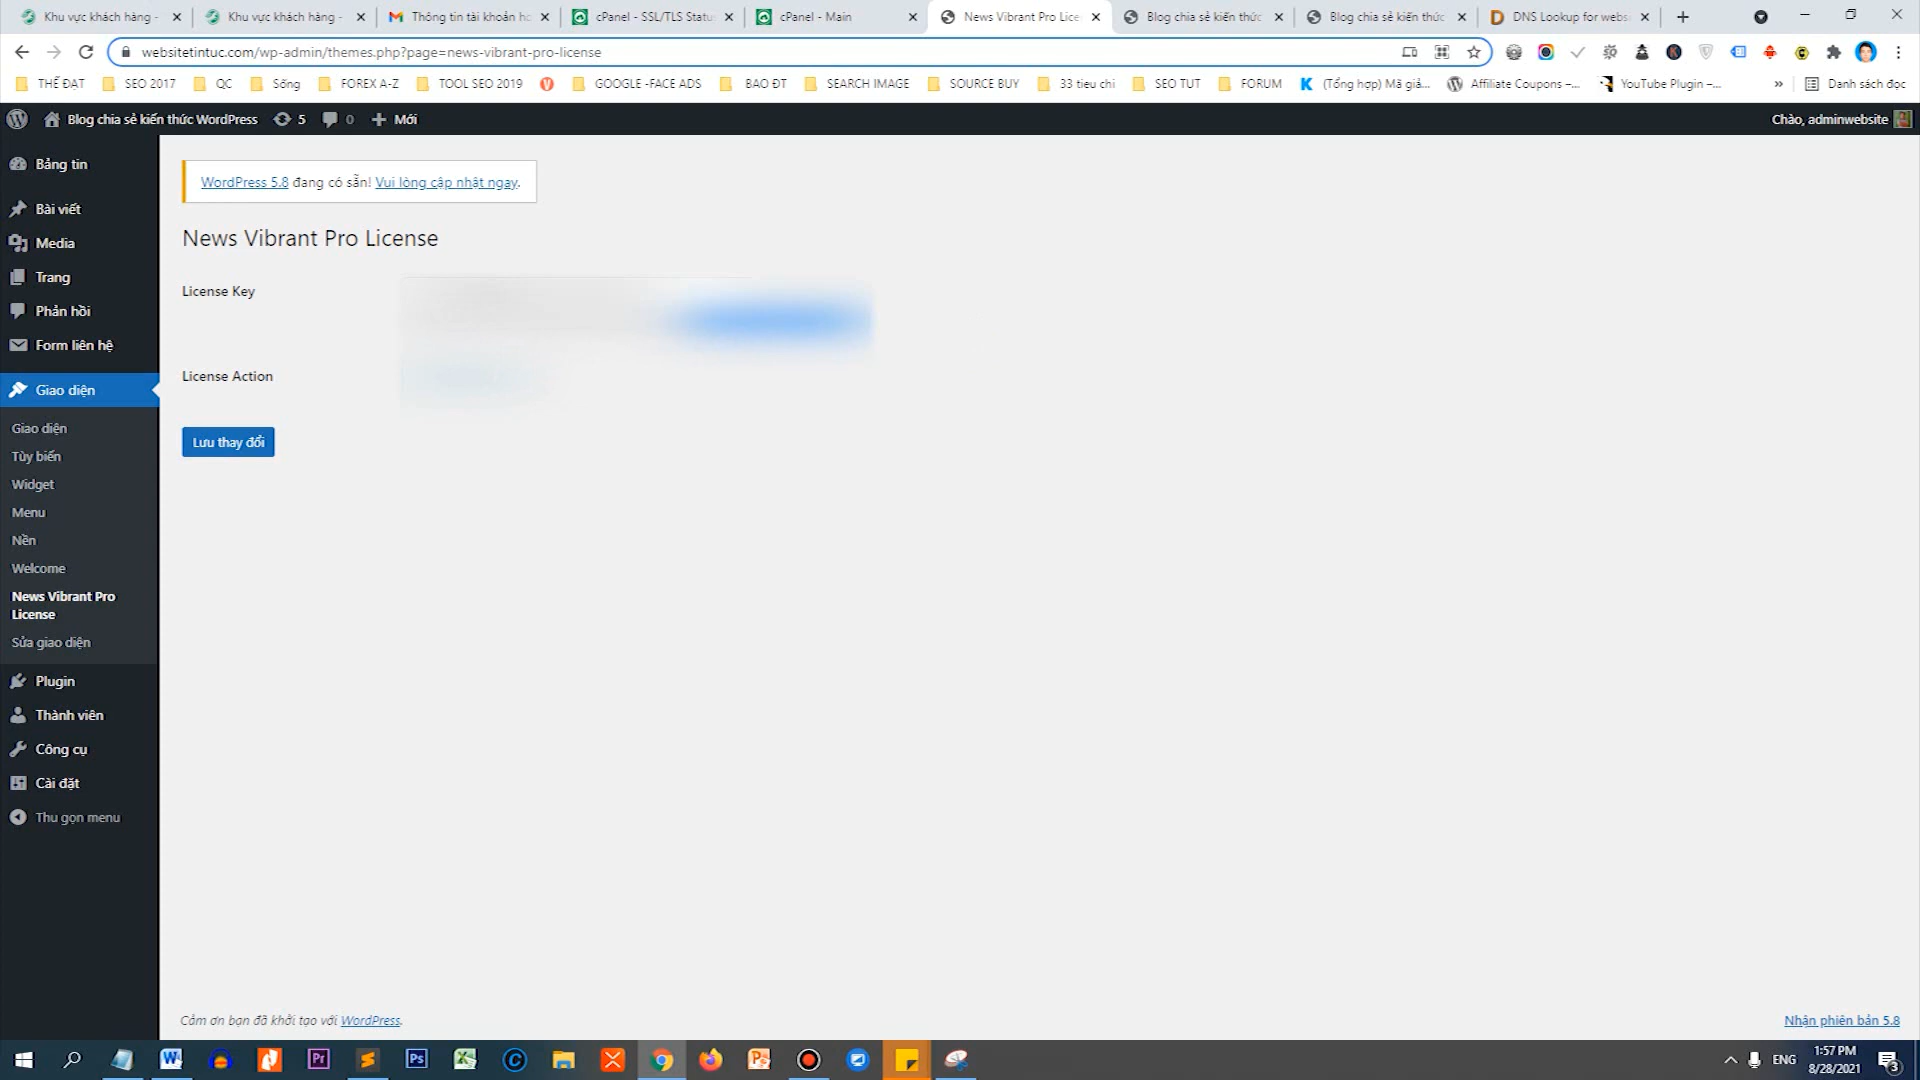 Khu vực khách hàng -
Khu vực khách hàng -
Thông tin tài khoản ho
cPanel - SSL/TLS Statu
cPanel - Main
News Vibrant Pro Lice
Blog chia sẻ kiến thức
Blog chia sẻ kiến thức
DNS Lookup for webs
websitetintuc.com/wp-admin/themes.php?page=news-vibrant-pro-license
THẾ ĐẠT
SEO 2017
QC
Sống
FOREX A-Z
TOOL SEO 2019
GOOGLE -FACE ADS
BAO ĐT
SEARCH IMAGE
SOURCE BUY
33 tieu chi
SEO TUT
FORUM
(Tổng hợp) Mã giả...
Affiliate Coupons –...
YouTube Plugin –...
»
Danh sách đọc
Blog chia sẻ kiến thức WordPress
5
0
Mới
Chào, adminwebsite
Bảng tin
Bài viết
Media
Trang
Phản hồi
Form liên hệ
Giao diện
Giao diện
Tùy biến
Widget
Menu
Nền
Welcome
News Vibrant Pro
License
Sửa giao diện
Plugin
Thành viên
Công cụ
Cài đặt
Thu gọn menu
WordPress 5.8 đang có sẵn! Vui lòng cập nhật ngay.
News Vibrant Pro License
License Key
License Action
Lưu thay đổi
Cảm ơn bạn đã khởi tạo với WordPress.
Nhận phiên bản 5.8
ENG
1:57 PM
8/28/2021
3